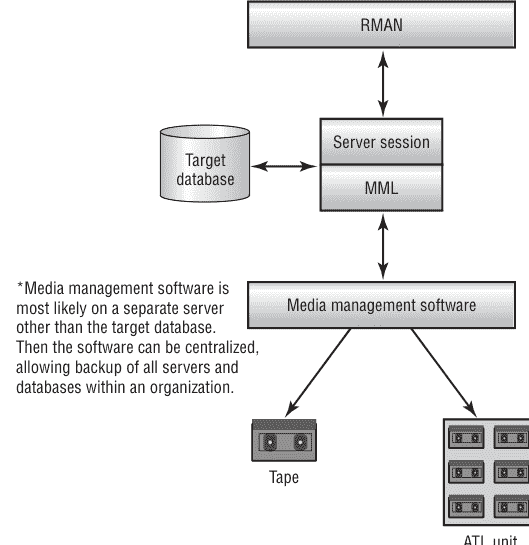 RMAN
Server session
Target
database
MML
*Media management software is
most likely on a separate server
other than the target database.
Then the software can be centralized,
allowing backup of all servers and
databases within an organization.
Media management software
Tape
ATL unit